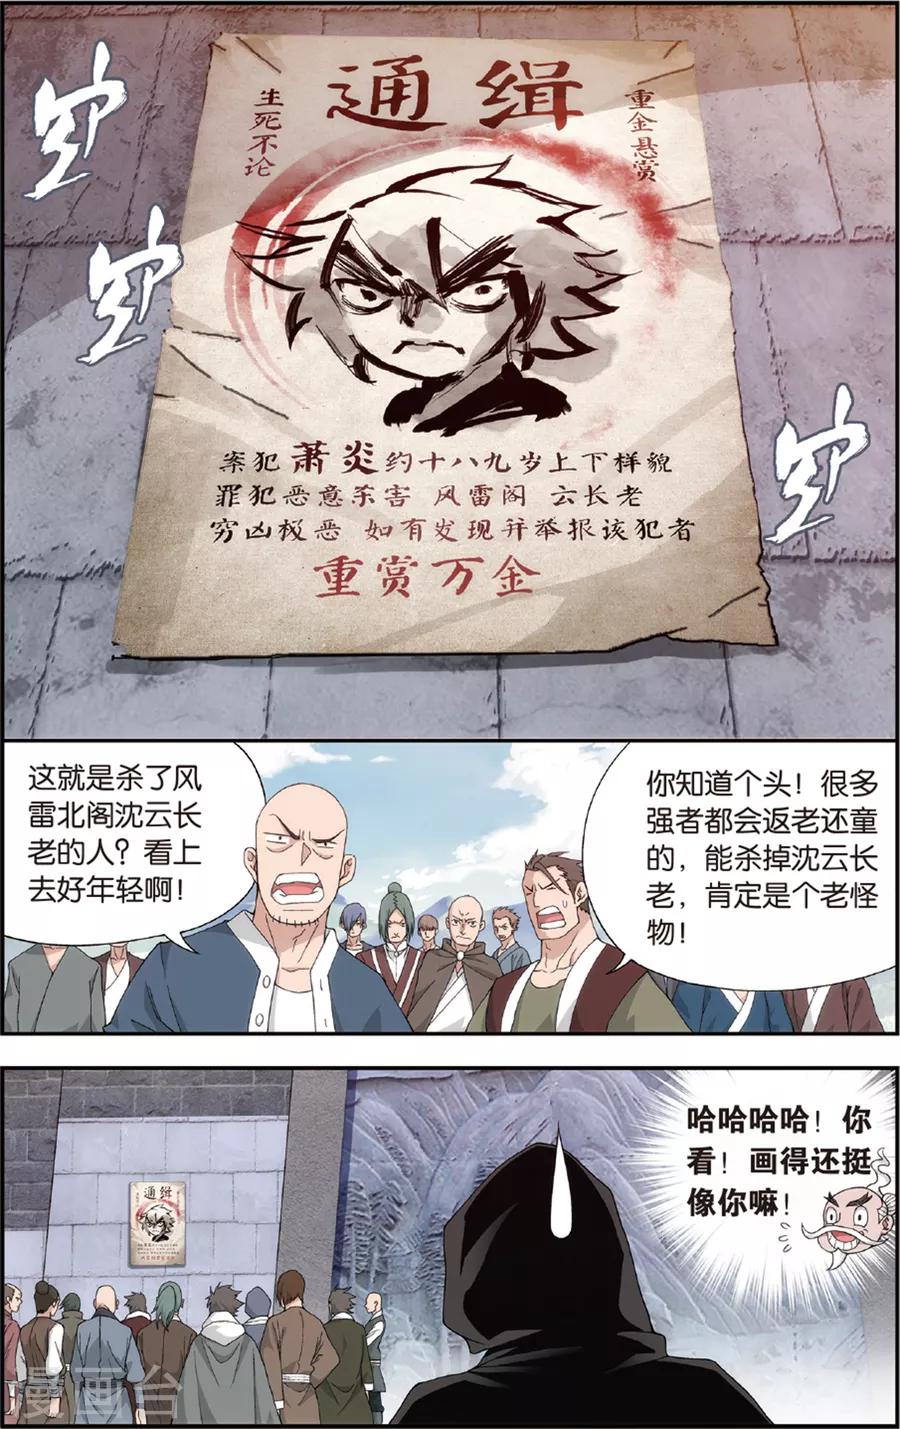 通缉
生死不论
重金悬赏
案犯萧炎约十八九岁上下样貌
罪犯恶意杀害 风雷阁 云长老
穷凶极恶 如有发现并举报该犯者
重赏万金
这就是杀了风
雷北阁沈云长
老的人？看上
去好年轻啊！
你知道个头！很多
强者都会返老还童
的，能杀掉沈云长
老，肯定是个老怪
物！
通缉
哈哈哈哈！你
看！画得还挺
像你嘛！
漫画台